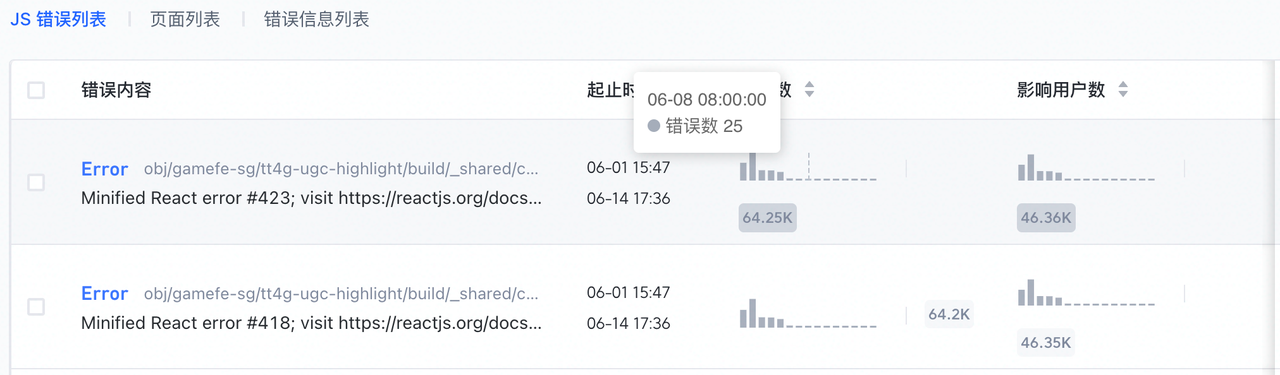 JS 错误列表 页面列表 错误信息列表
错误内容 起止时 数 影响用户数
06-08 08:00:00
错误数 25
Error obj/gamefe-sg/tt4g-ugc-highlight/build/_shared/c...
06-01 15:47
Minified React error #423; visit https://reactjs.org/docs...
06-14 17:36
64.25K 46.36K
Error obj/gamefe-sg/tt4g-ugc-highlight/build/_shared/c...
06-01 15:47
Minified React error #418; visit https://reactjs.org/docs...
06-14 17:36
64.2K
46.35K